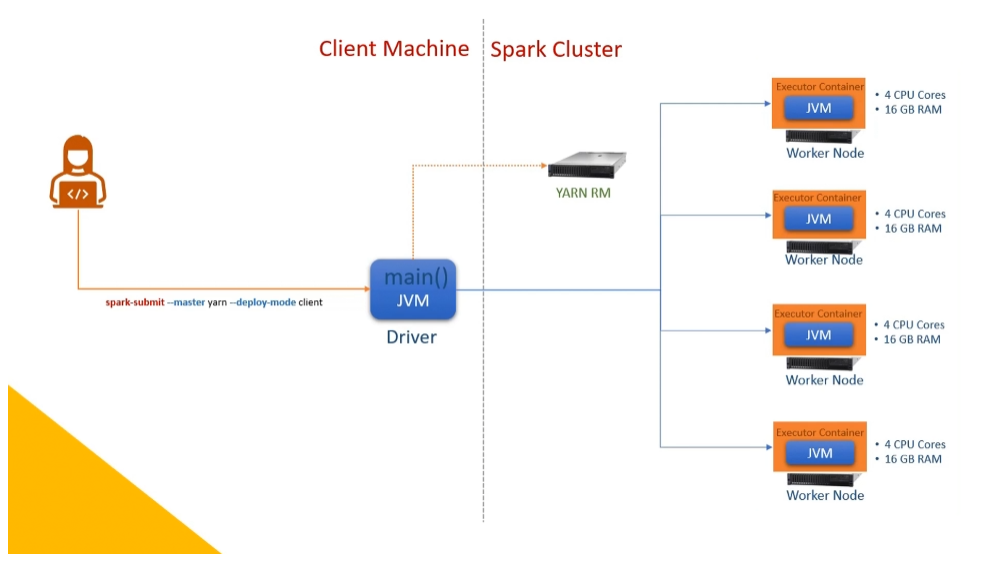 Client Machine
Spark Cluster
</>
spark-submit --master yarn --deploy-mode client
main()
JVM
Driver
YARN RM
Executor Container
JVM
Worker Node
• 4 CPU Cores
• 16 GB RAM
Executor Container
JVM
Worker Node
• 4 CPU Cores
• 16 GB RAM
Executor Container
JVM
Worker Node
• 4 CPU Cores
• 16 GB RAM
Executor Container
JVM
Worker Node
• 4 CPU Cores
• 16 GB RAM